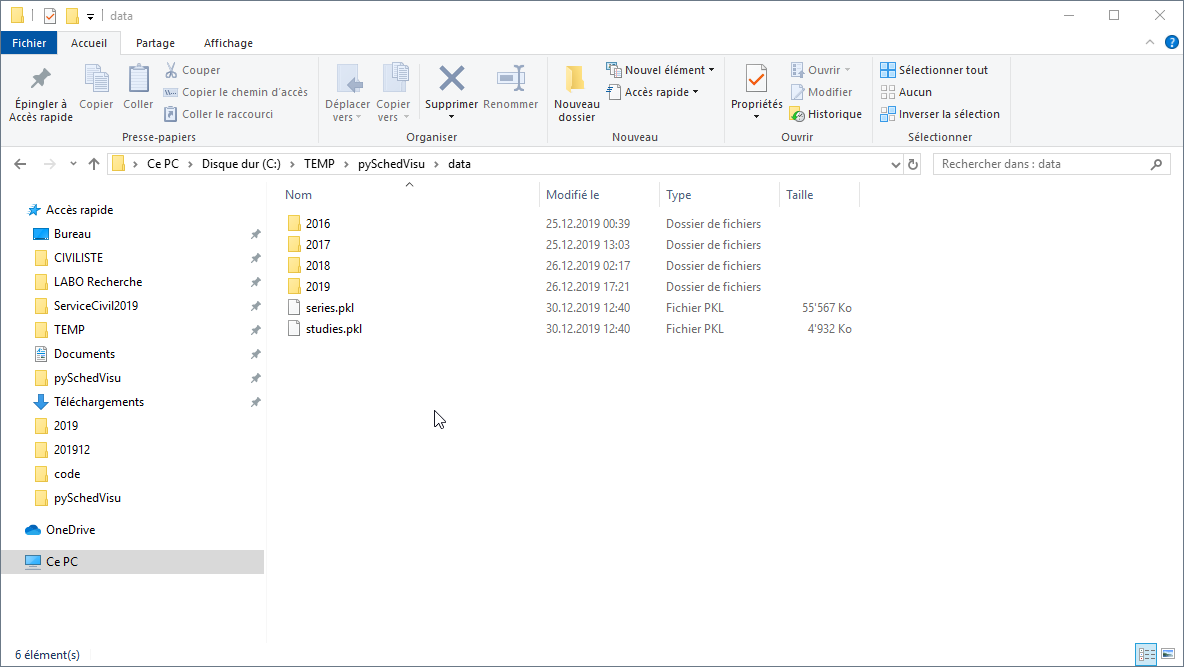 data
Fichier Accueil Partage Affichage
Épingler à Accès rapide
Copier
Coller
Couper
Copier le chemin d'accès
Coller le raccourci
Presse-papiers
Déplacer vers
Copier vers
Supprimer
Renommer
Organiser
Nouveau dossier
Nouvel élément
Accès rapide
Nouveau
Propriétés
Ouvrir
Modifier
Historique
Ouvrir
Sélectionner tout
Aucun
Inverser la sélection
Sélectionner
Ce PC > Disque dur (C:) > TEMP > pySchedVisu > data
Rechercher dans : data
Accès rapide
Bureau
CIVILISTE
LABO Recherche
ServiceCivil2019
TEMP
Documents
pySchedVisu
Téléchargements
2019
201912
code
pySchedVisu
OneDrive
Ce PC
Nom Modifié le Type Taille
2016 25.12.2019 00:39 Dossier de fichiers
2017 25.12.2019 13:03 Dossier de fichiers
2018 26.12.2019 02:17 Dossier de fichiers
2019 26.12.2019 17:21 Dossier de fichiers
series.pkl 30.12.2019 12:40 Fichier PKL 55'567 Ko
studies.pkl 30.12.2019 12:40 Fichier PKL 4'932 Ko
6 élément(s)